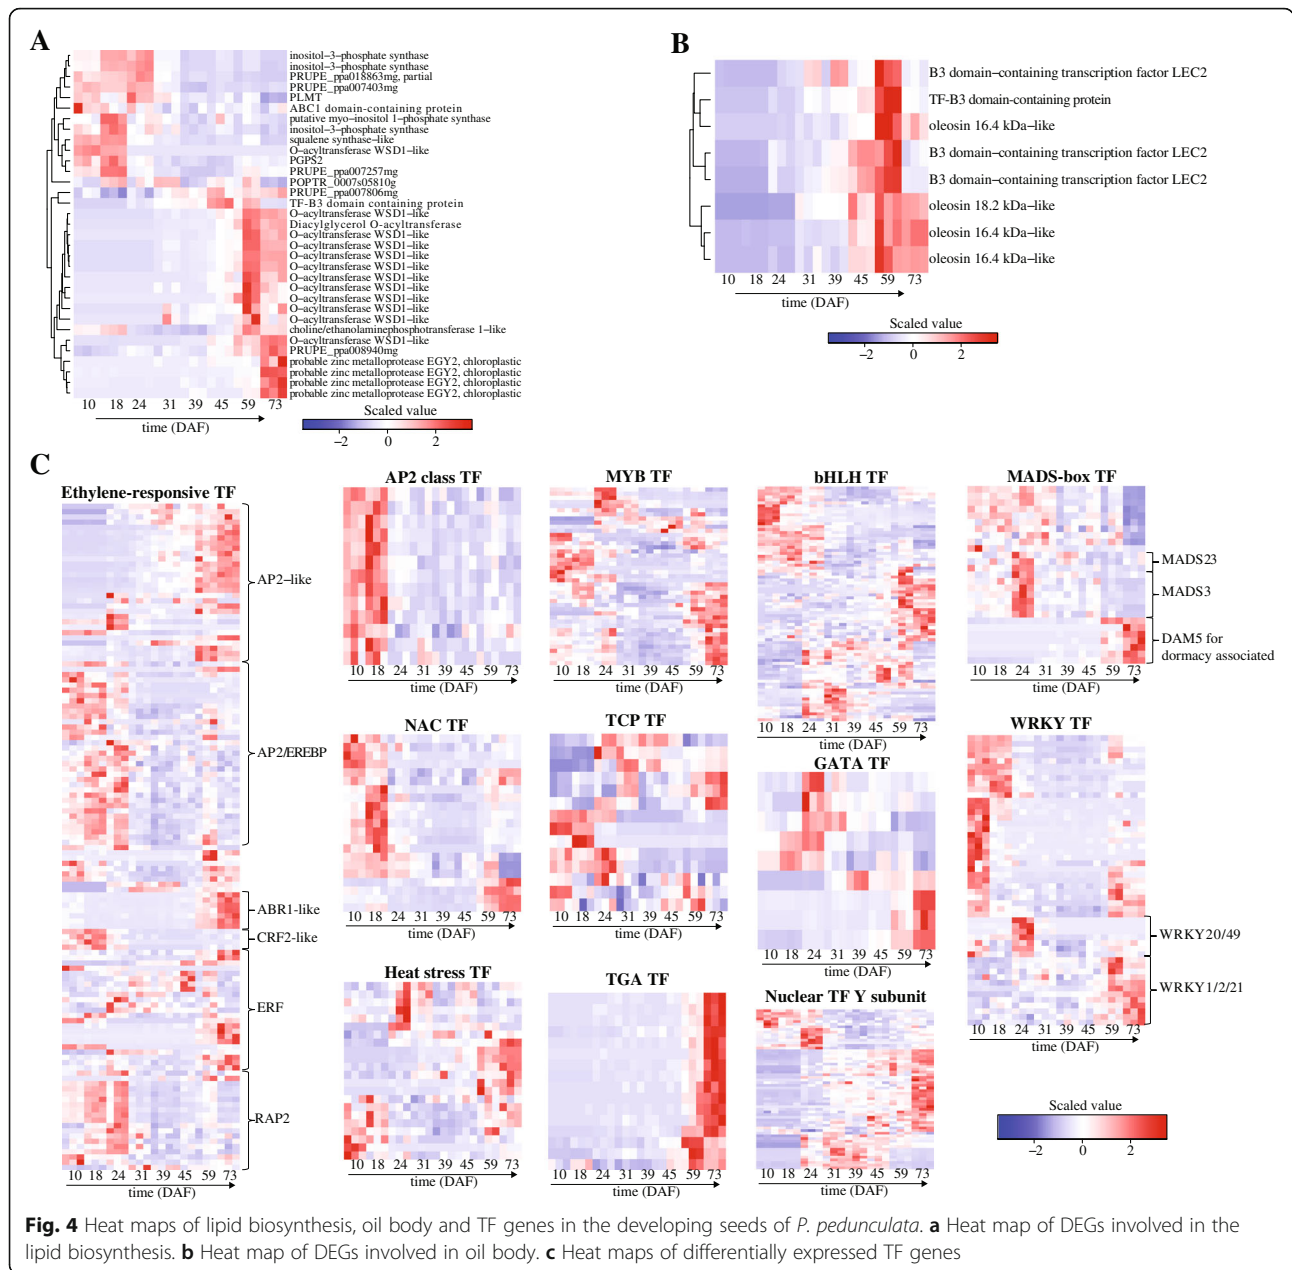 A
inositol−3−phosphate synthase
inositol−3−phosphate synthase
PRUPE_ppa018863mg, partial
PRUPE_ppa007403mg
PLMT
ABC1 domain-containing protein
putative myo−inositol 1−phosphate synthase
inositol−3−phosphate synthase
squalene synthase−like
O−acyltransferase WSD1−like
PGPS2
PRUPE_ppa007257mg
POPTR_0007s05810g
PRUPE_ppa007806mg
TF-B3 domain containing protein
O−acyltransferase WSD1−like
Diacylglycerol O−acyltransferase
O−acyltransferase WSD1−like
O−acyltransferase WSD1−like
O−acyltransferase WSD1−like
O−acyltransferase WSD1−like
O−acyltransferase WSD1−like
O−acyltransferase WSD1−like
O−acyltransferase WSD1−like
O−acyltransferase WSD1−like
O−acyltransferase WSD1−like
choline/ethanolaminephosphotransferase 1−like
O−acyltransferase WSD1−like
PRUPE_ppa008940mg
probable zinc metalloprotease EGY2, chloroplastic
probable zinc metalloprotease EGY2, chloroplastic
probable zinc metalloprotease EGY2, chloroplastic
probable zinc metalloprotease EGY2, chloroplastic
10 18 24 31 39 45 59 73
time (DAF)
Scaled value
−2 0 2
B
B3 domain−containing transcription factor LEC2
TF-B3 domain-containing protein
oleosin 16.4 kDa−like
B3 domain−containing transcription factor LEC2
B3 domain−containing transcription factor LEC2
oleosin 18.2 kDa−like
oleosin 16.4 kDa−like
oleosin 16.4 kDa−like
10 18 24 31 39 45 59 73
time (DAF)
Scaled value
−2 0 2
C
Ethylene-responsive TF
AP2−like
AP2/EREBP
ABR1-like
CRF2-like
ERF
RAP2
10 18 24 31 39 45 59 73
time (DAF)
AP2 class TF
10 18 24 31 39 45 59 73
time (DAF)
MYB TF
10 18 24 31 39 45 59 73
time (DAF)
bHLH TF
10 18 24 31 39 45 59 73
time (DAF)
MADS-box TF
MADS23
MADS3
DAM5 for
dormacy associated
10 18 24 31 39 45 59 73
time (DAF)
NAC TF
10 18 24 31 39 45 59 73
time (DAF)
TCP TF
10 18 24 31 39 45 59 73
time (DAF)
GATA TF
10 18 24 31 39 45 59 73
time (DAF)
WRKY TF
WRKY20/49
WRKY1/2/21
10 18 24 31 39 45 59 73
time (DAF)
Heat stress TF
10 18 24 31 39 45 59 73
time (DAF)
TGA TF
10 18 24 31 39 45 59 73
time (DAF)
Nuclear TF Y subunit
10 18 24 31 39 45 59 73
time (DAF)
Scaled value
−2 0 2
Fig. 4 Heat maps of lipid biosynthesis, oil body and TF genes in the developing seeds of P. pedunculata. a Heat map of DEGs involved in the
lipid biosynthesis. b Heat map of DEGs involved in oil body. c Heat maps of differentially expressed TF genes